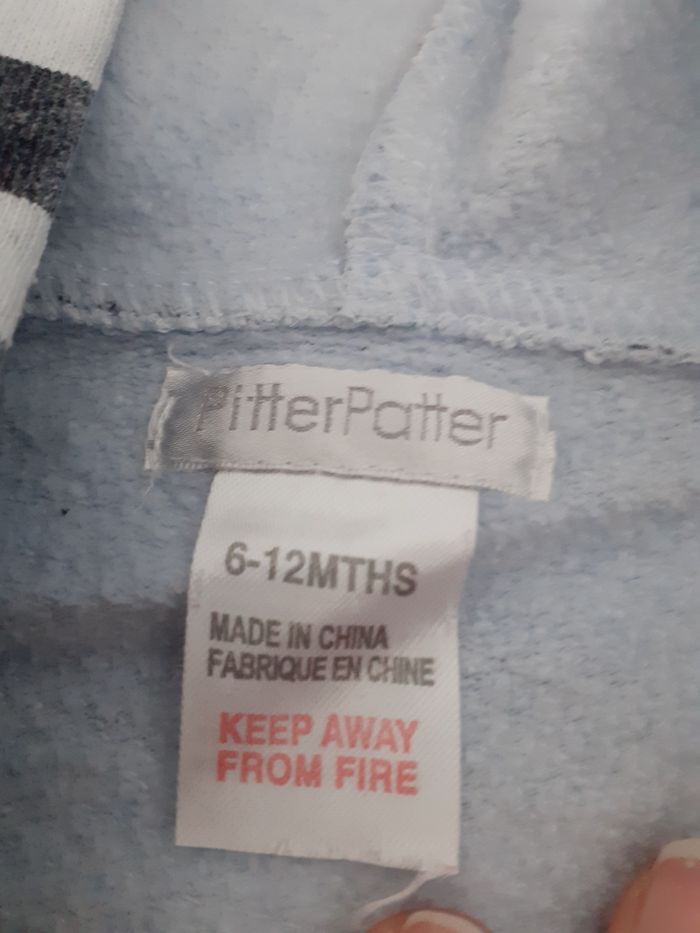 PitterPatter
6-12MTHS
MADE IN CHINA
FABRIQUE EN CHINE
KEEP AWAY
FROM FIRE